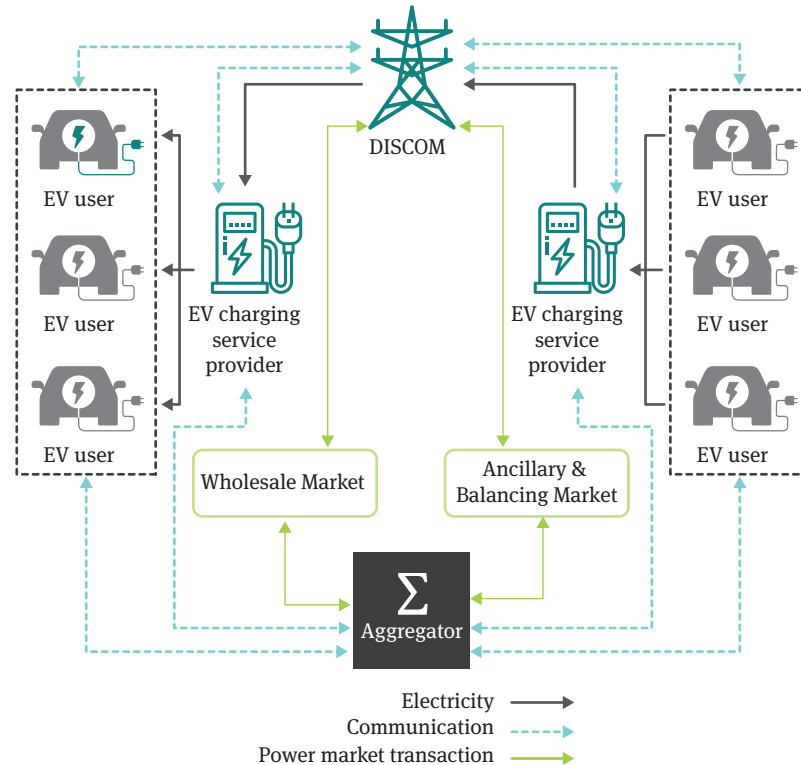 DISCOM
EV user
EV user
EV user
EV charging
service
provider
EV charging
service
provider
EV user
EV user
EV user
Wholesale Market
Ancillary &
Balancing Market
Σ
Aggregator
Electricity
Communication
Power market transaction